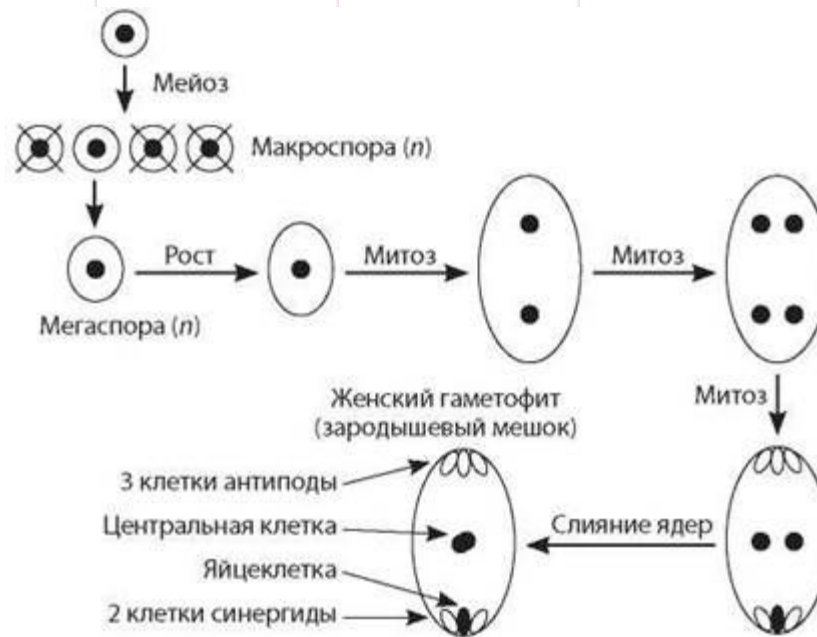 Мейоз
Макроспора (n)
Рост
Митоз
Митоз
Мегаспора (n)
Митоз
Женский гаметофит
(зародышевый мешок)
3 клетки антиподы
Центральная клетка
Слияние ядер
Яйцеклетка
2 клетки синергиды